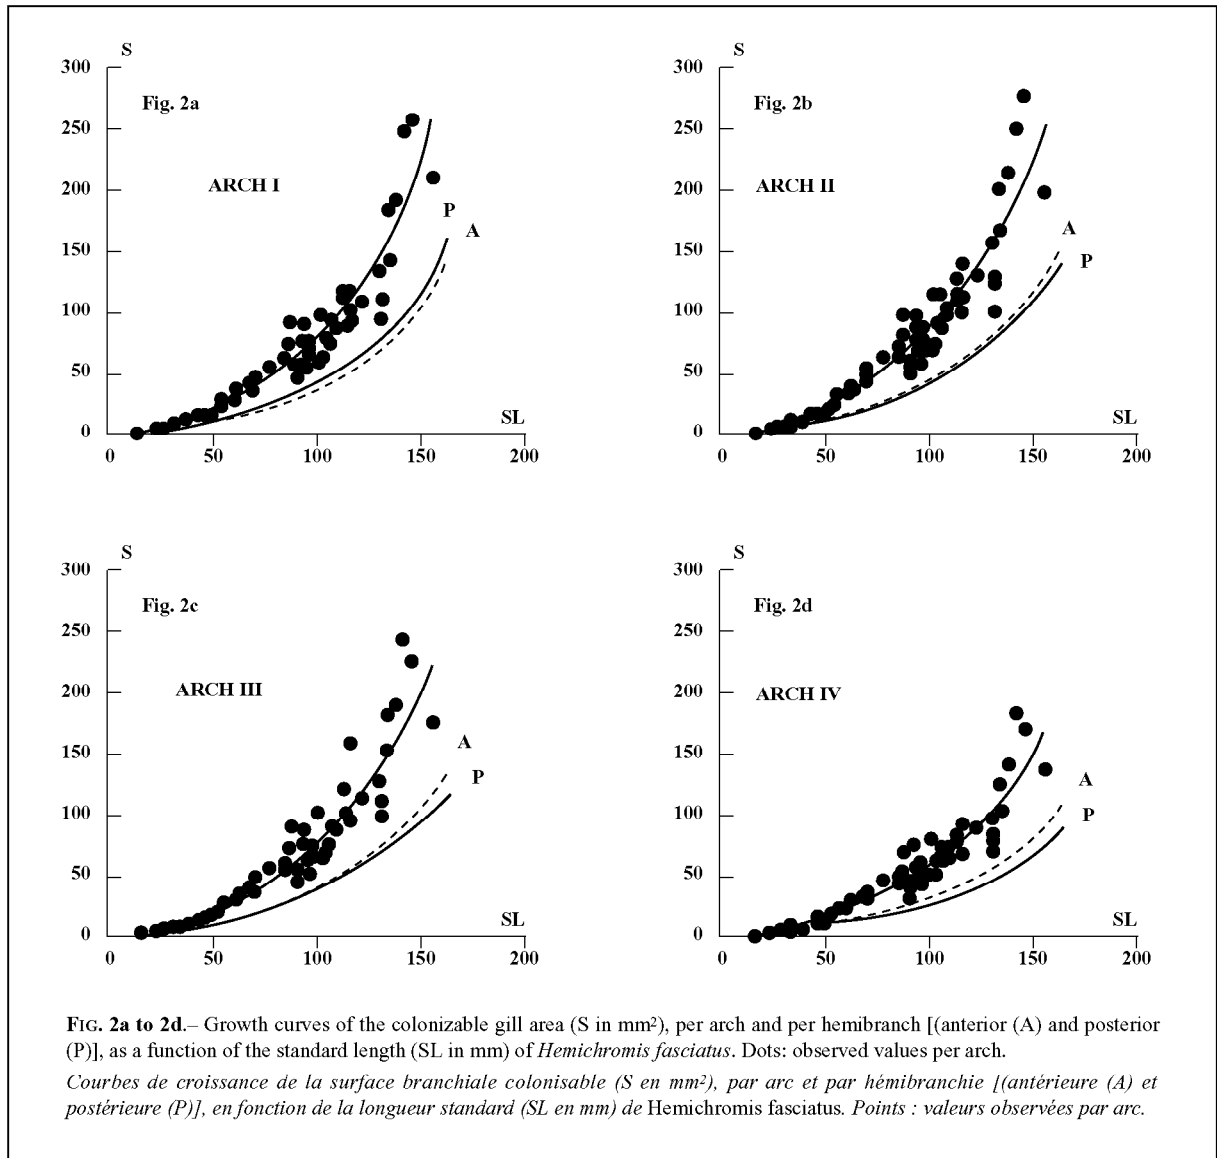 S
300
Fig. 2a
250
ARCH I
200
P
A
150
100
50
SL
0
0 50 100 150 200
S
300
Fig. 2b
250
ARCH II
200
A
P
150
100
50
SL
0
0 50 100 150 200
S
300
Fig. 2c
250
ARCH III
200
A
P
150
100
50
SL
0
0 50 100 150 200
S
300
Fig. 2d
250
ARCH IV
200
A
P
150
100
50
SL
0
0 50 100 150 200
FIG. 2a to 2d.– Growth curves of the colonizable gill area (S in mm²), per arch and per hemibranch [(anterior (A) and posterior
(P)], as a function of the standard length (SL in mm) of Hemichromis fasciatus. Dots: observed values per arch.
Courbes de croissance de la surface branchiale colonisable (S en mm²), par arc et par hémibranchie [(antérieure (A) et
postérieure (P)], en fonction de la longueur standard (SL en mm) de Hemichromis fasciatus. Points : valeurs observées par arc.